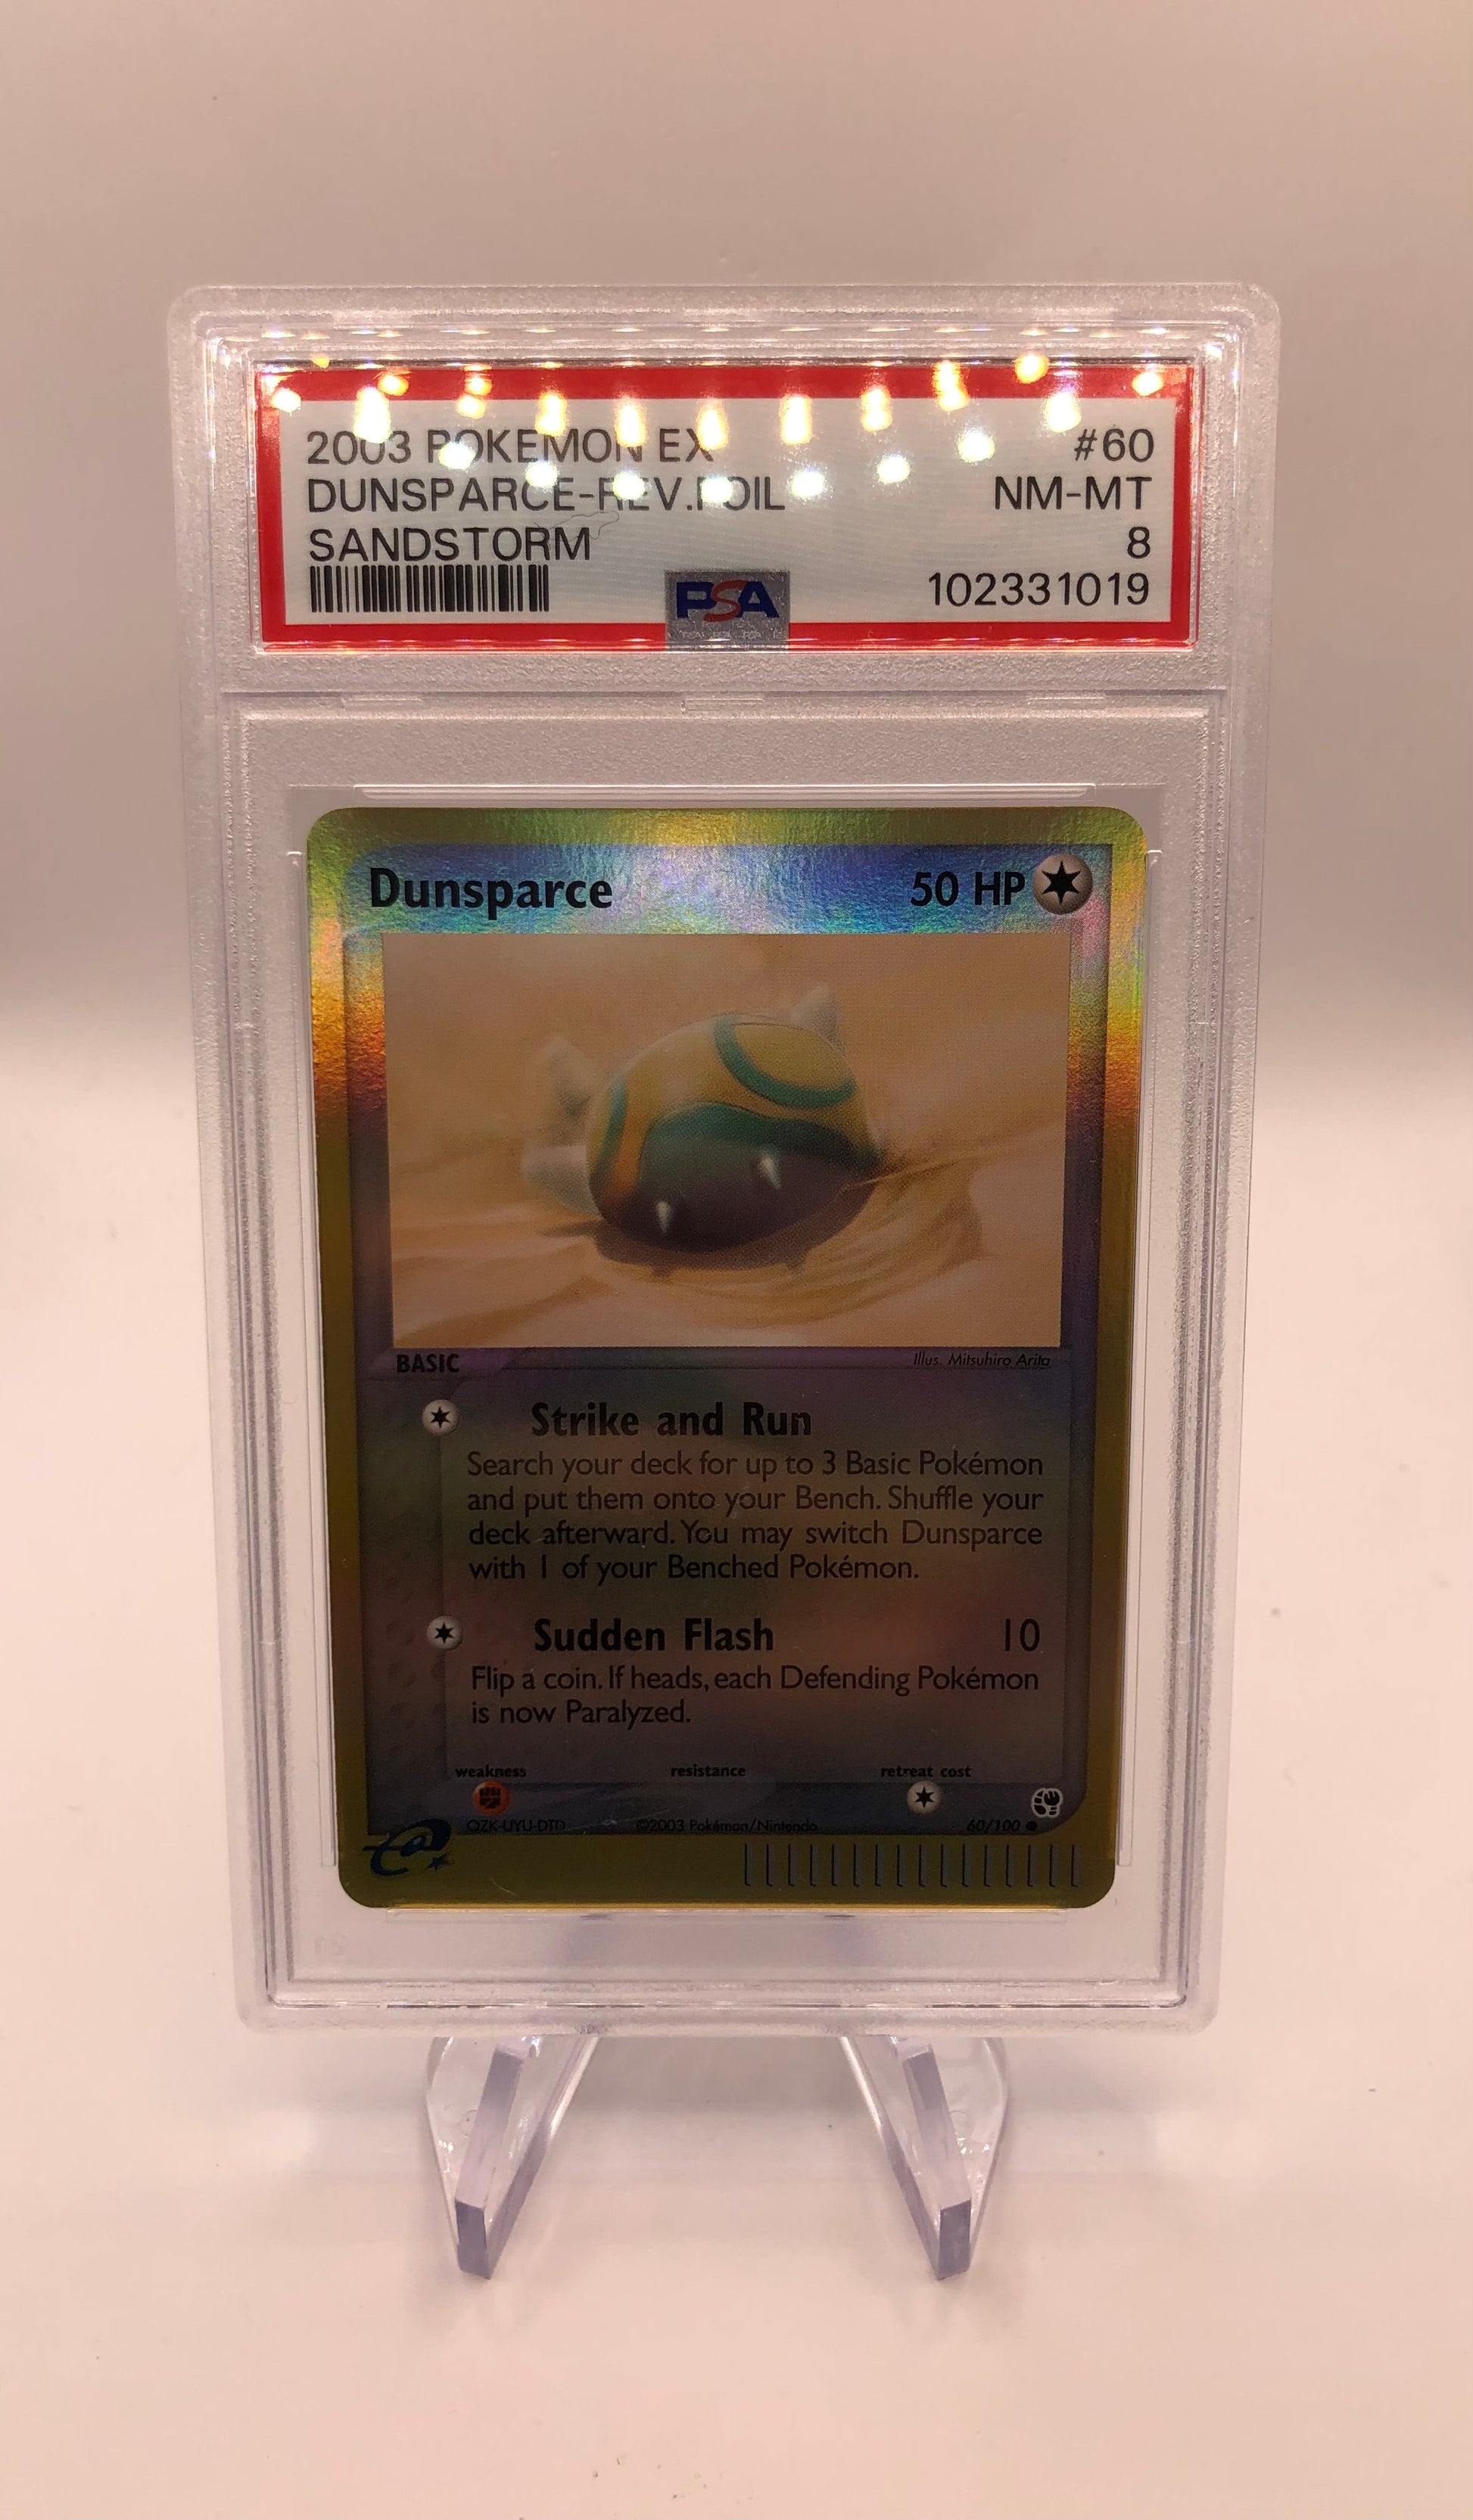 2003 POKEMON EX #60
DUNSPARCE-REV.FOIL NM-MT
SANDSTORM 8
PSA 102331019
Dunsparce 50 HP
BASIC Illus. Mitsuhiro Arita
Strike and Run
Search your deck for up to 3 Basic Pokémon
and put them onto your Bench. Shuffle your
deck afterward. You may switch Dunsparce
with 1 of your Benched Pokémon.
Sudden Flash 10
Flip a coin. If heads, each Defending Pokémon
is now Paralyzed.
weakness resistance retreat cost
QZK-UYU-DTD ©2003 Pokémon/Nintendo 60/100
e